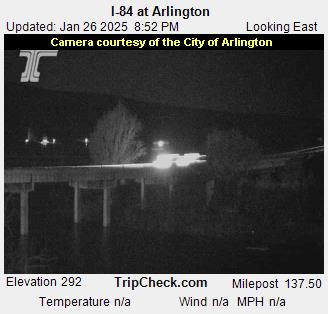 I-84 at Arlington
Updated: Jan 26 2025 8:52 PM Looking East
Camera courtesy of the City of Arlington
Elevation 292 TripCheck.com Milepost 137.50
Temperature n/a Wind n/a MPH n/a